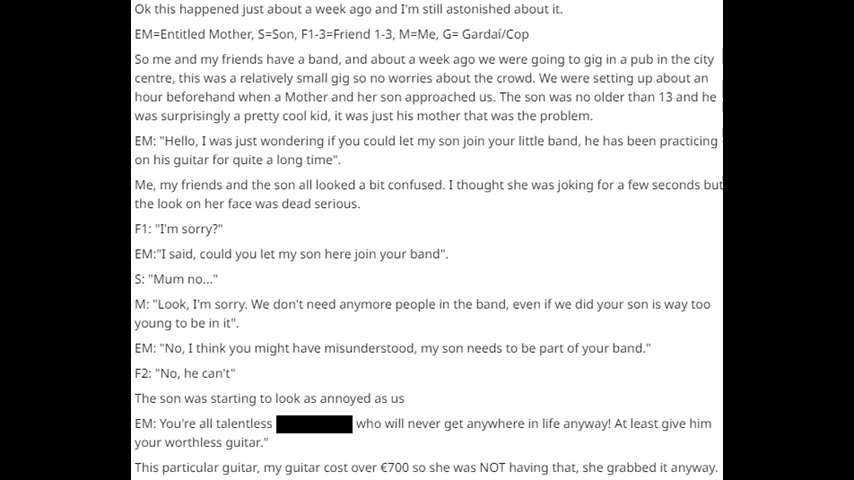 Ok this happened just about a week ago and I'm still astonished about it.
EM=Entitled Mother, S=Son, F1-3=Friend 1-3, M=Me, G= Gardaí/Cop
So me and my friends have a band, and about a week ago we were going to gig in a pub in the city
centre, this was a relatively small gig so no worries about the crowd. We were setting up about an
hour beforehand when a Mother and her son approached us. The son was no older than 13 and he
was surprisingly a pretty cool kid, it was just his mother that was the problem.
EM: "Hello, I was just wondering if you could let my son join your little band, he has been practicing
on his guitar for quite a long time".
Me, my friends and the son all looked a bit confused. I thought she was joking for a few seconds but
the look on her face was dead serious.
F1: "I'm sorry?"
EM:"I said, could you let my son here join your band".
S: "Mum no..."
M: "Look, I'm sorry. We don't need anymore people in the band, even if we did your son is way too
young to be in it".
EM: "No, I think you might have misunderstood, my son needs to be part of your band."
F2: "No, he can't"
The son was starting to look as annoyed as us
EM: You're all talentless who will never get anywhere in life anyway! At least give him
your worthless guitar."
This particular guitar, my guitar cost over €700 so she was NOT having that, she grabbed it anyway.